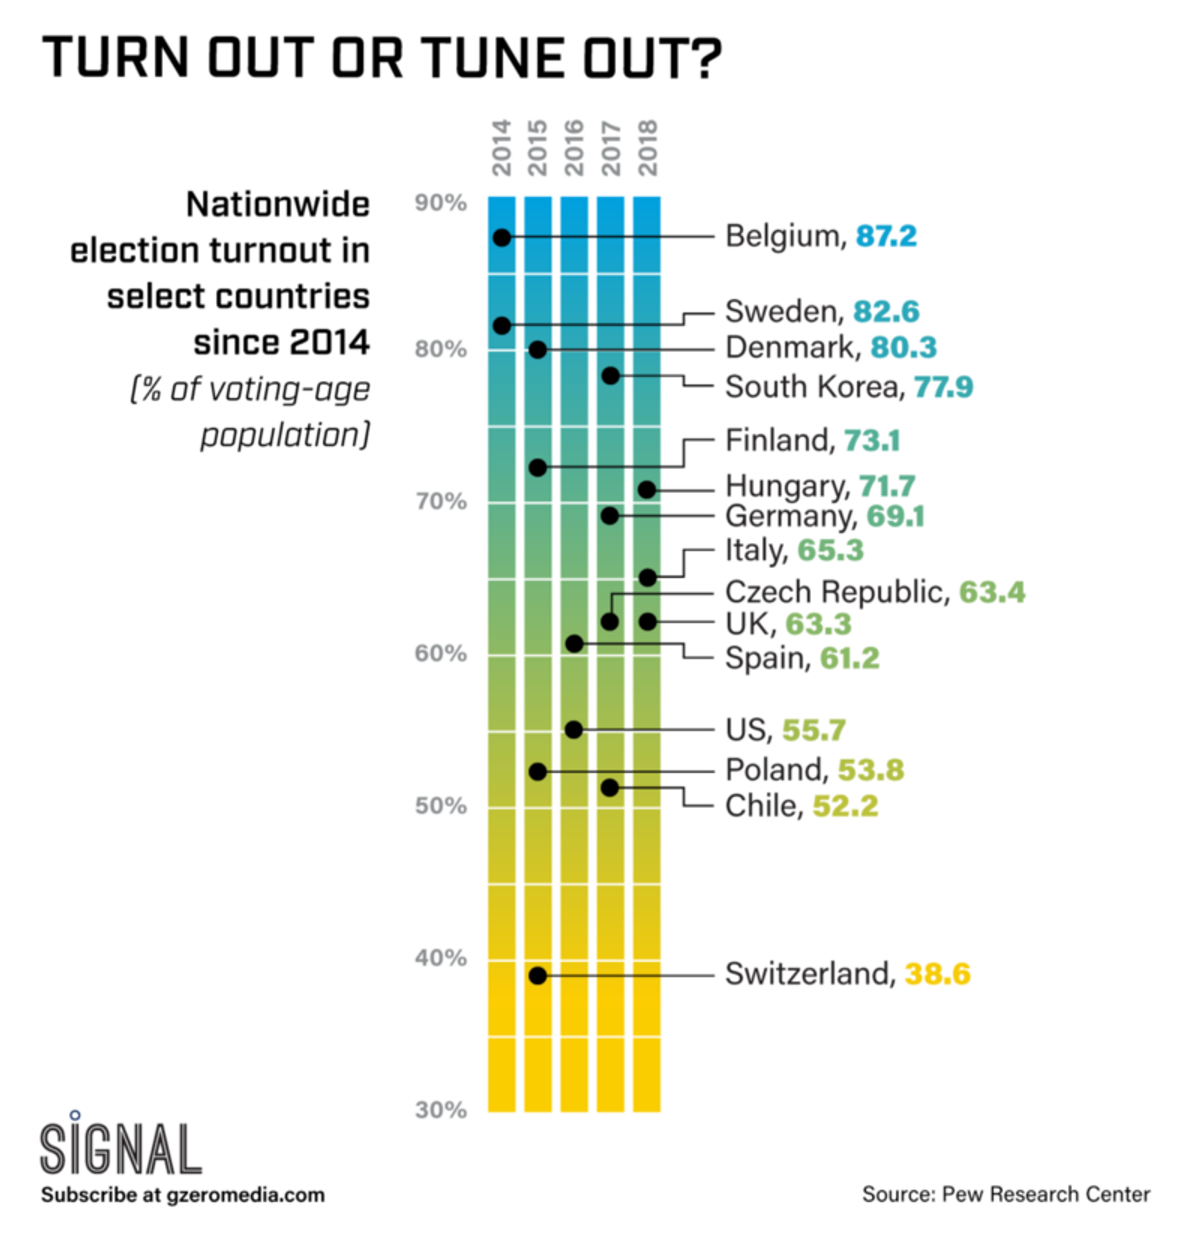 TURN OUT OR TUNE OUT?
2014
2015
2016
2017
2018
Nationwide
election turnout in
select countries
since 2014
(% of voting-age
population)
90%
80%
70%
60%
50%
40%
30%
Belgium, 87.2
Sweden, 82.6
Denmark, 80.3
South Korea, 77.9
Finland, 73.1
Hungary, 71.7
Germany, 69.1
Italy, 65.3
Czech Republic, 63.4
UK, 63.3
Spain, 61.2
US, 55.7
Poland, 53.8
Chile, 52.2
Switzerland, 38.6
SIGNAL
Subscribe at gzeromedia.com
Source: Pew Research Center